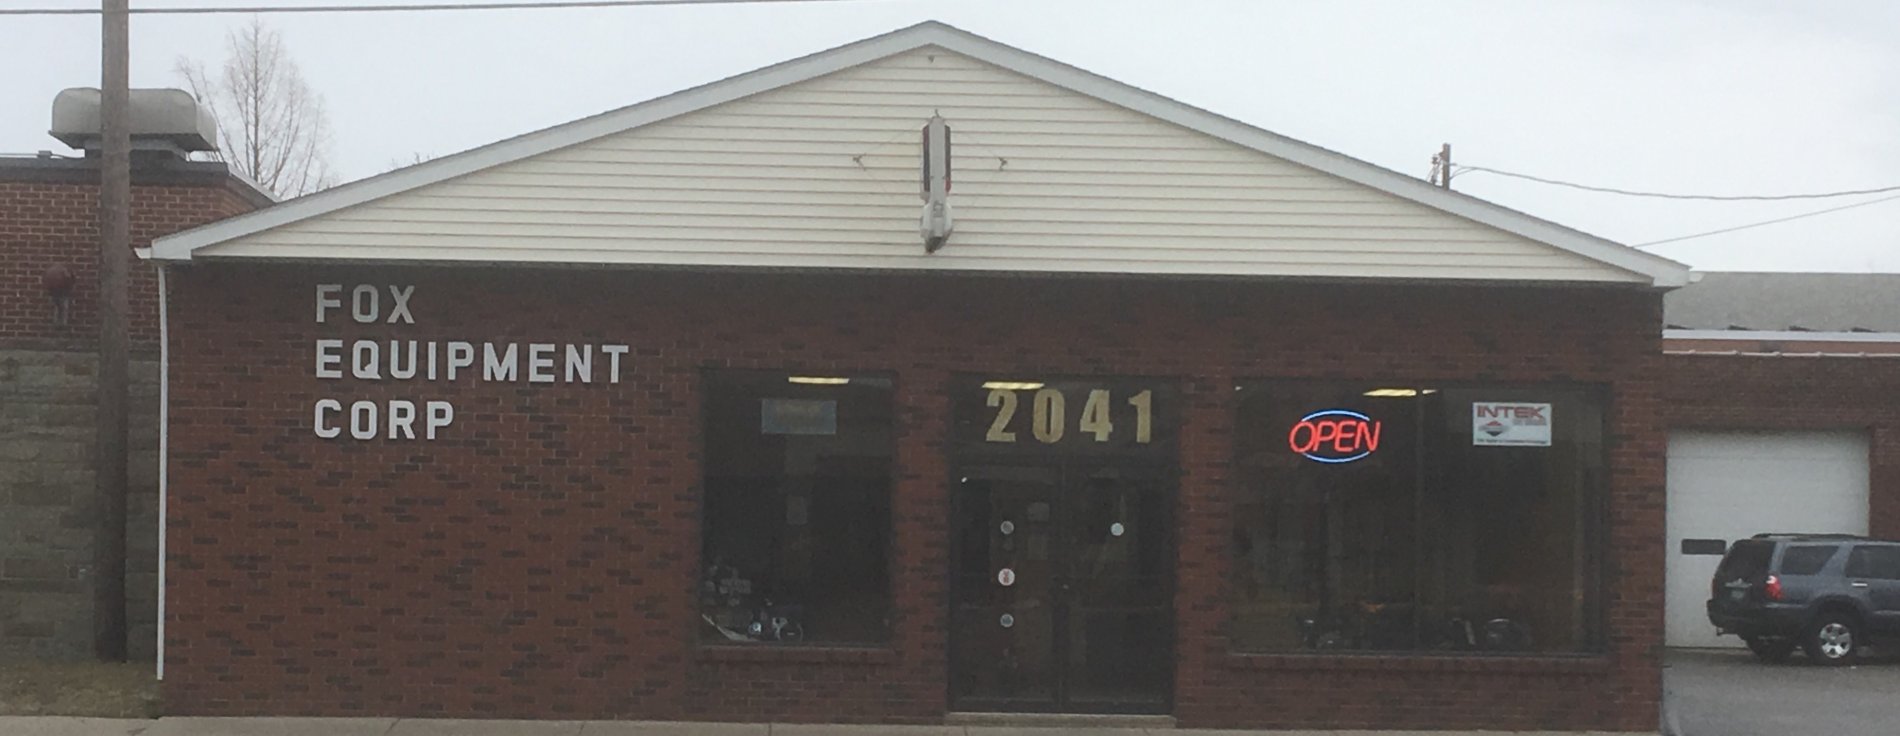 FOX
EQUIPMENT
CORP
2041
OPEN
INTEK